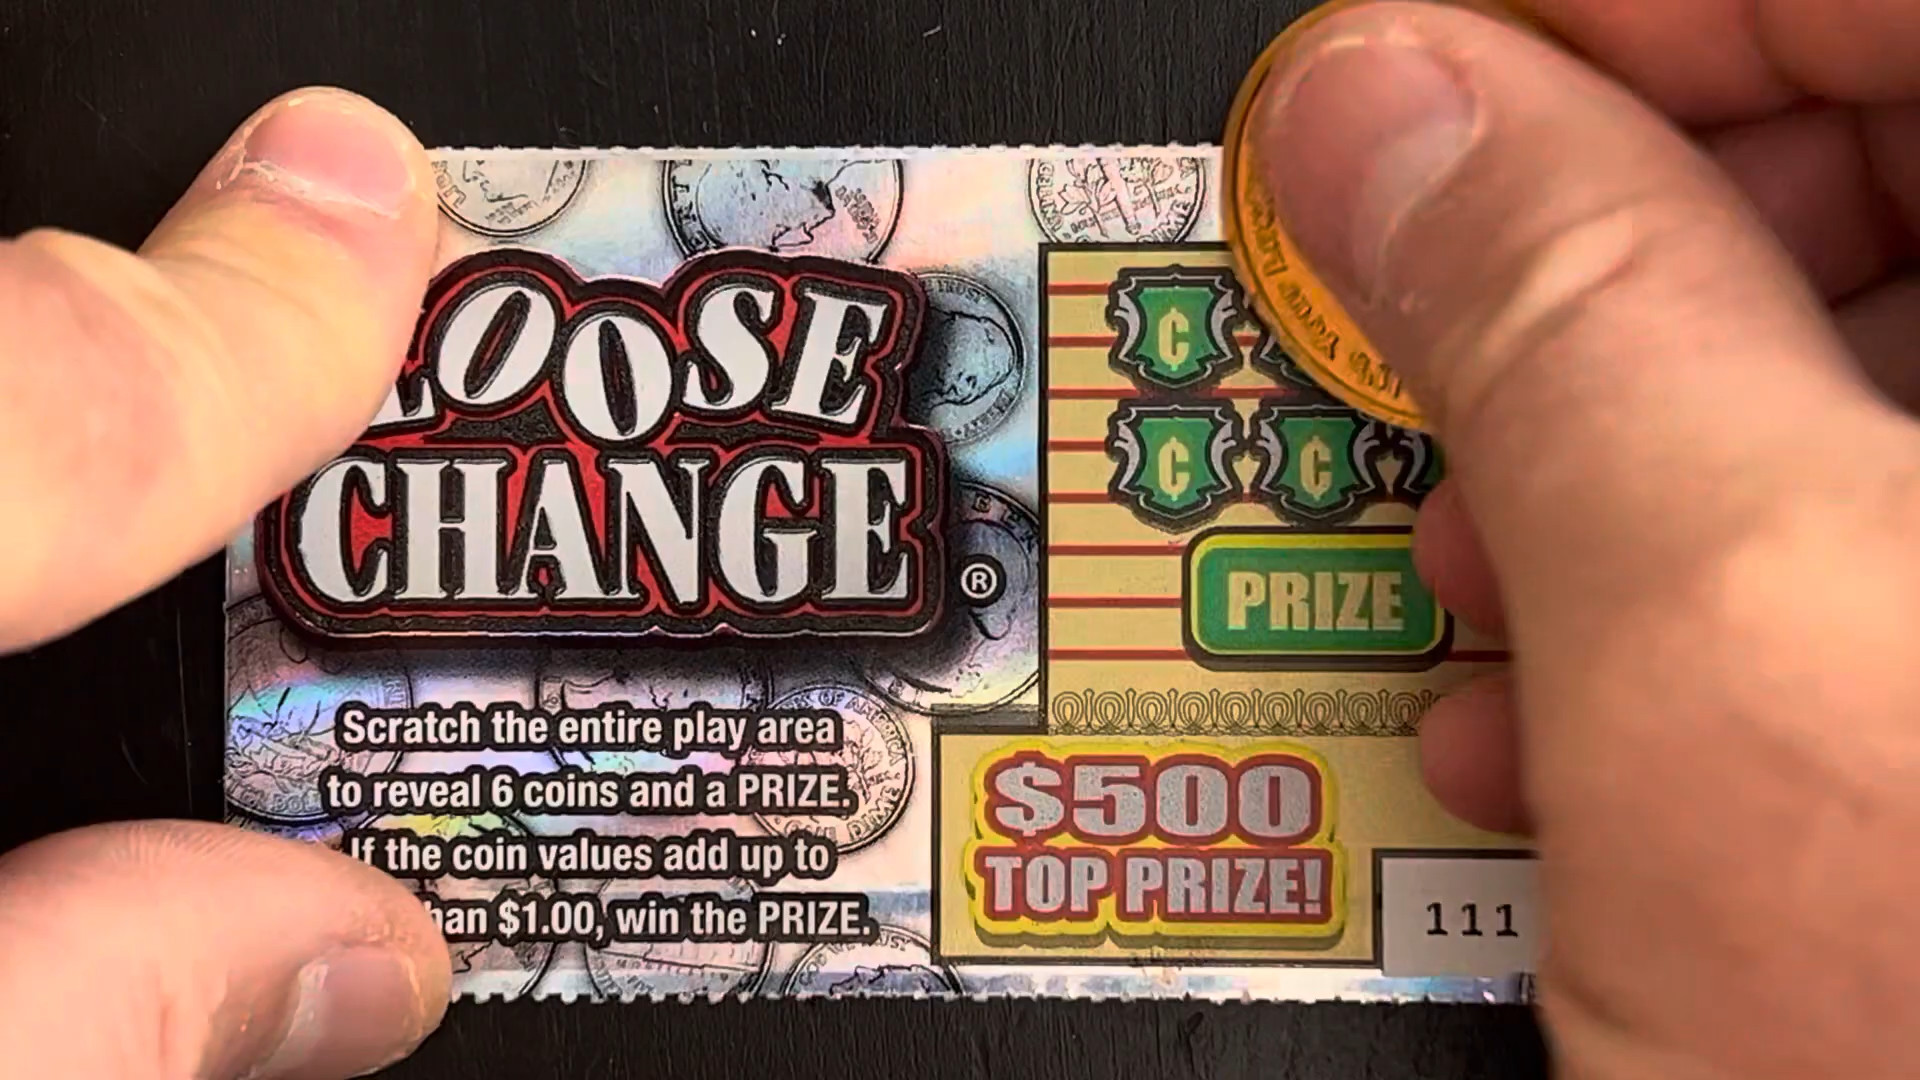 LOOSE
CHANGE
®
Scratch the entire play area
to reveal 6 coins and a PRIZE.
If the coin values add up to
$1.00, win the PRIZE.
¢
¢ ¢
PRIZE
$500
TOP PRIZE!
111